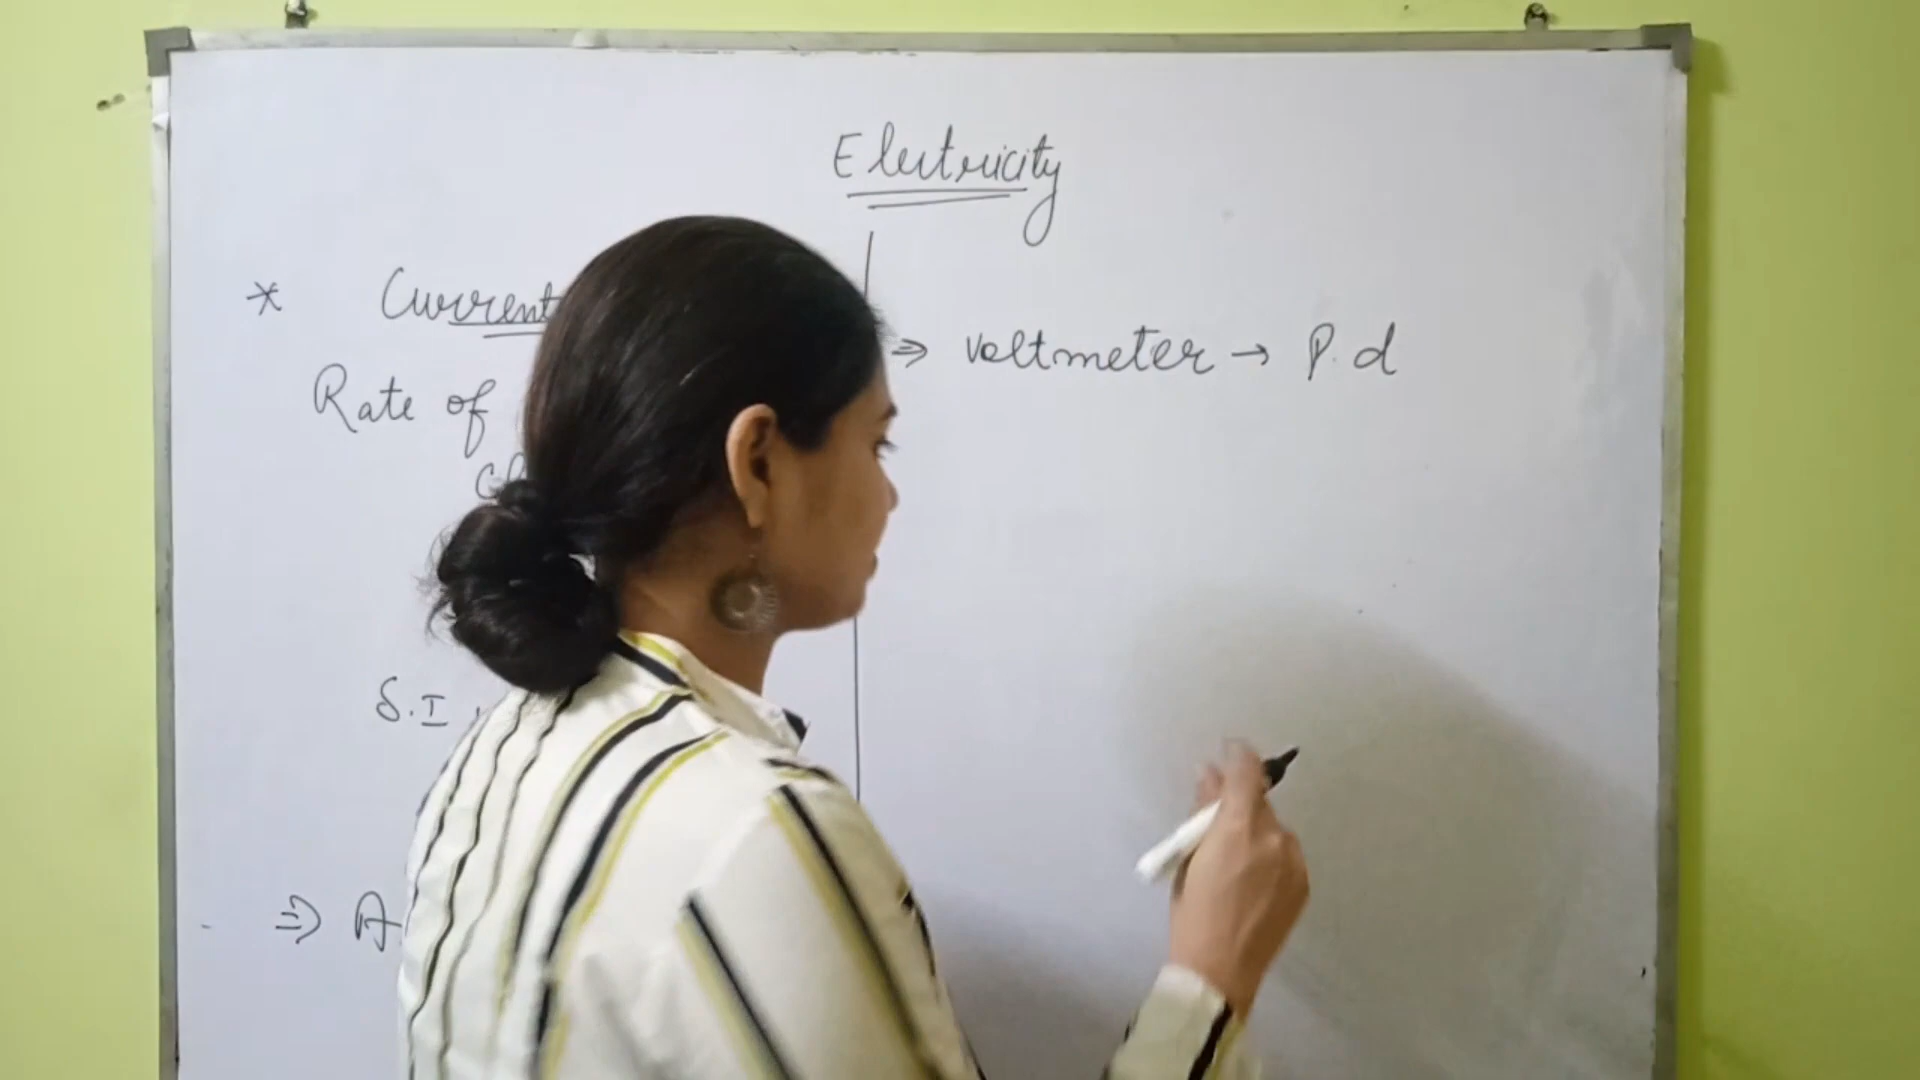 Electricity
* Current
Rate of
S.I
⇒ A
⇒ Voltmeter → P.d